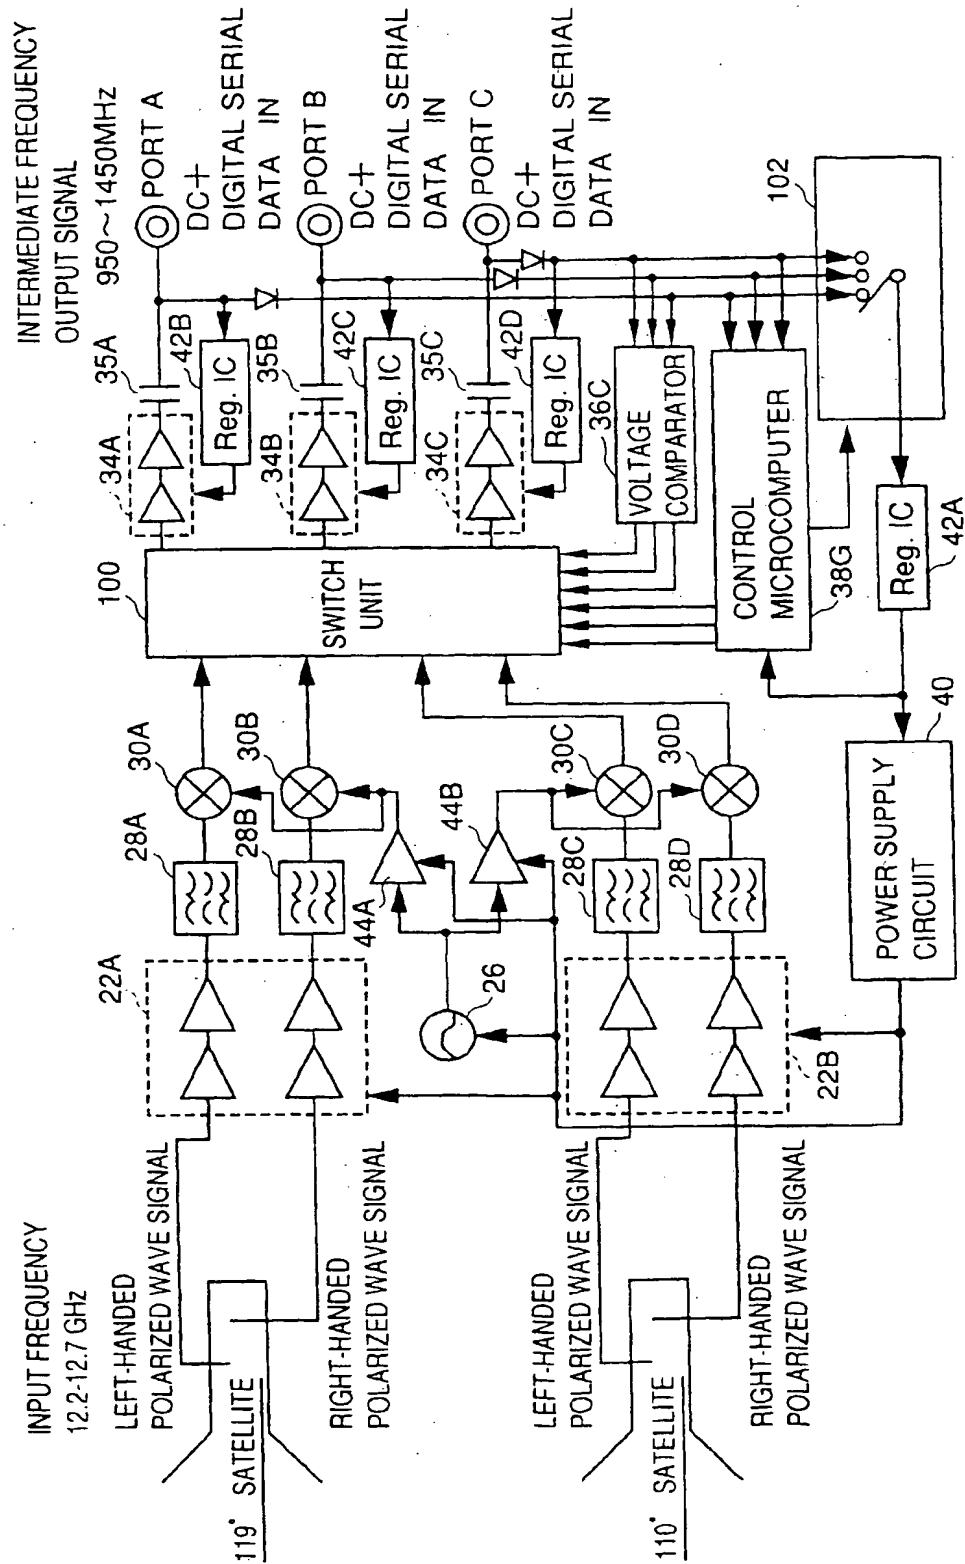 INPUT FREQUENCY
12.2-12.7 GHz
INTERMEDIATE FREQUENCY
OUTPUT SIGNAL
950~1450MHz
LEFT-HANDED
POLARIZED WAVE SIGNAL
119° SATELLITE
RIGHT-HANDED
POLARIZED WAVE SIGNAL
22A
28A
30A
28B
30B
44A
44B
26
100
SWITCH
UNIT
34A
35A
42B
Reg. IC
PORT A
DC+
DIGITAL SERIAL
DATA IN
34B
35B
42C
Reg. IC
PORT B
DC+
DIGITAL SERIAL
DATA IN
34C
35C
42D
Reg. IC
PORT C
DC+
DIGITAL SERIAL
DATA IN
LEFT-HANDED
POLARIZED WAVE SIGNAL
110° SATELLITE
RIGHT-HANDED
POLARIZED WAVE SIGNAL
22B
28C
30C
28D
30D
36C
VOLTAGE
COMPARATOR
CONTROL
MICROCOMPUTER
38G
102
Reg. IC
42A
40
POWER-SUPPLY
CIRCUIT